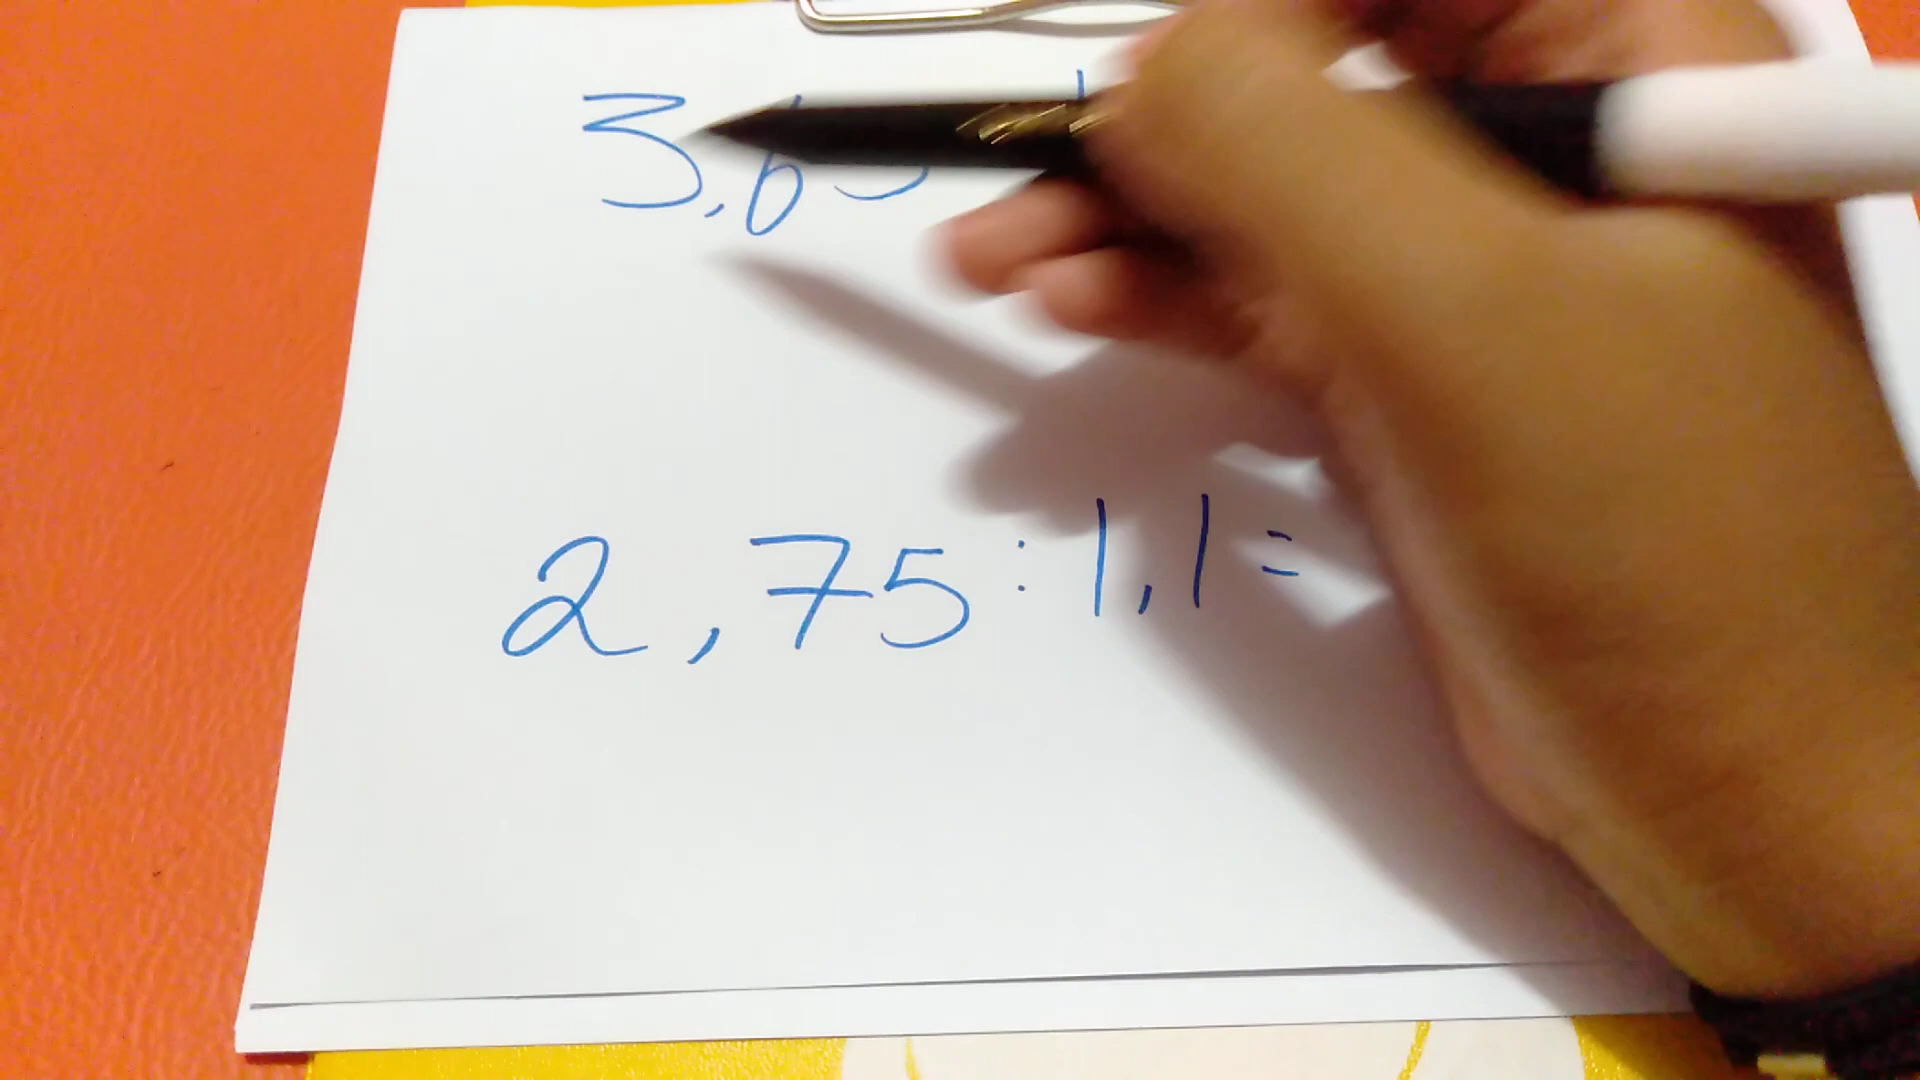 3,6
2,75 : 1,1 =